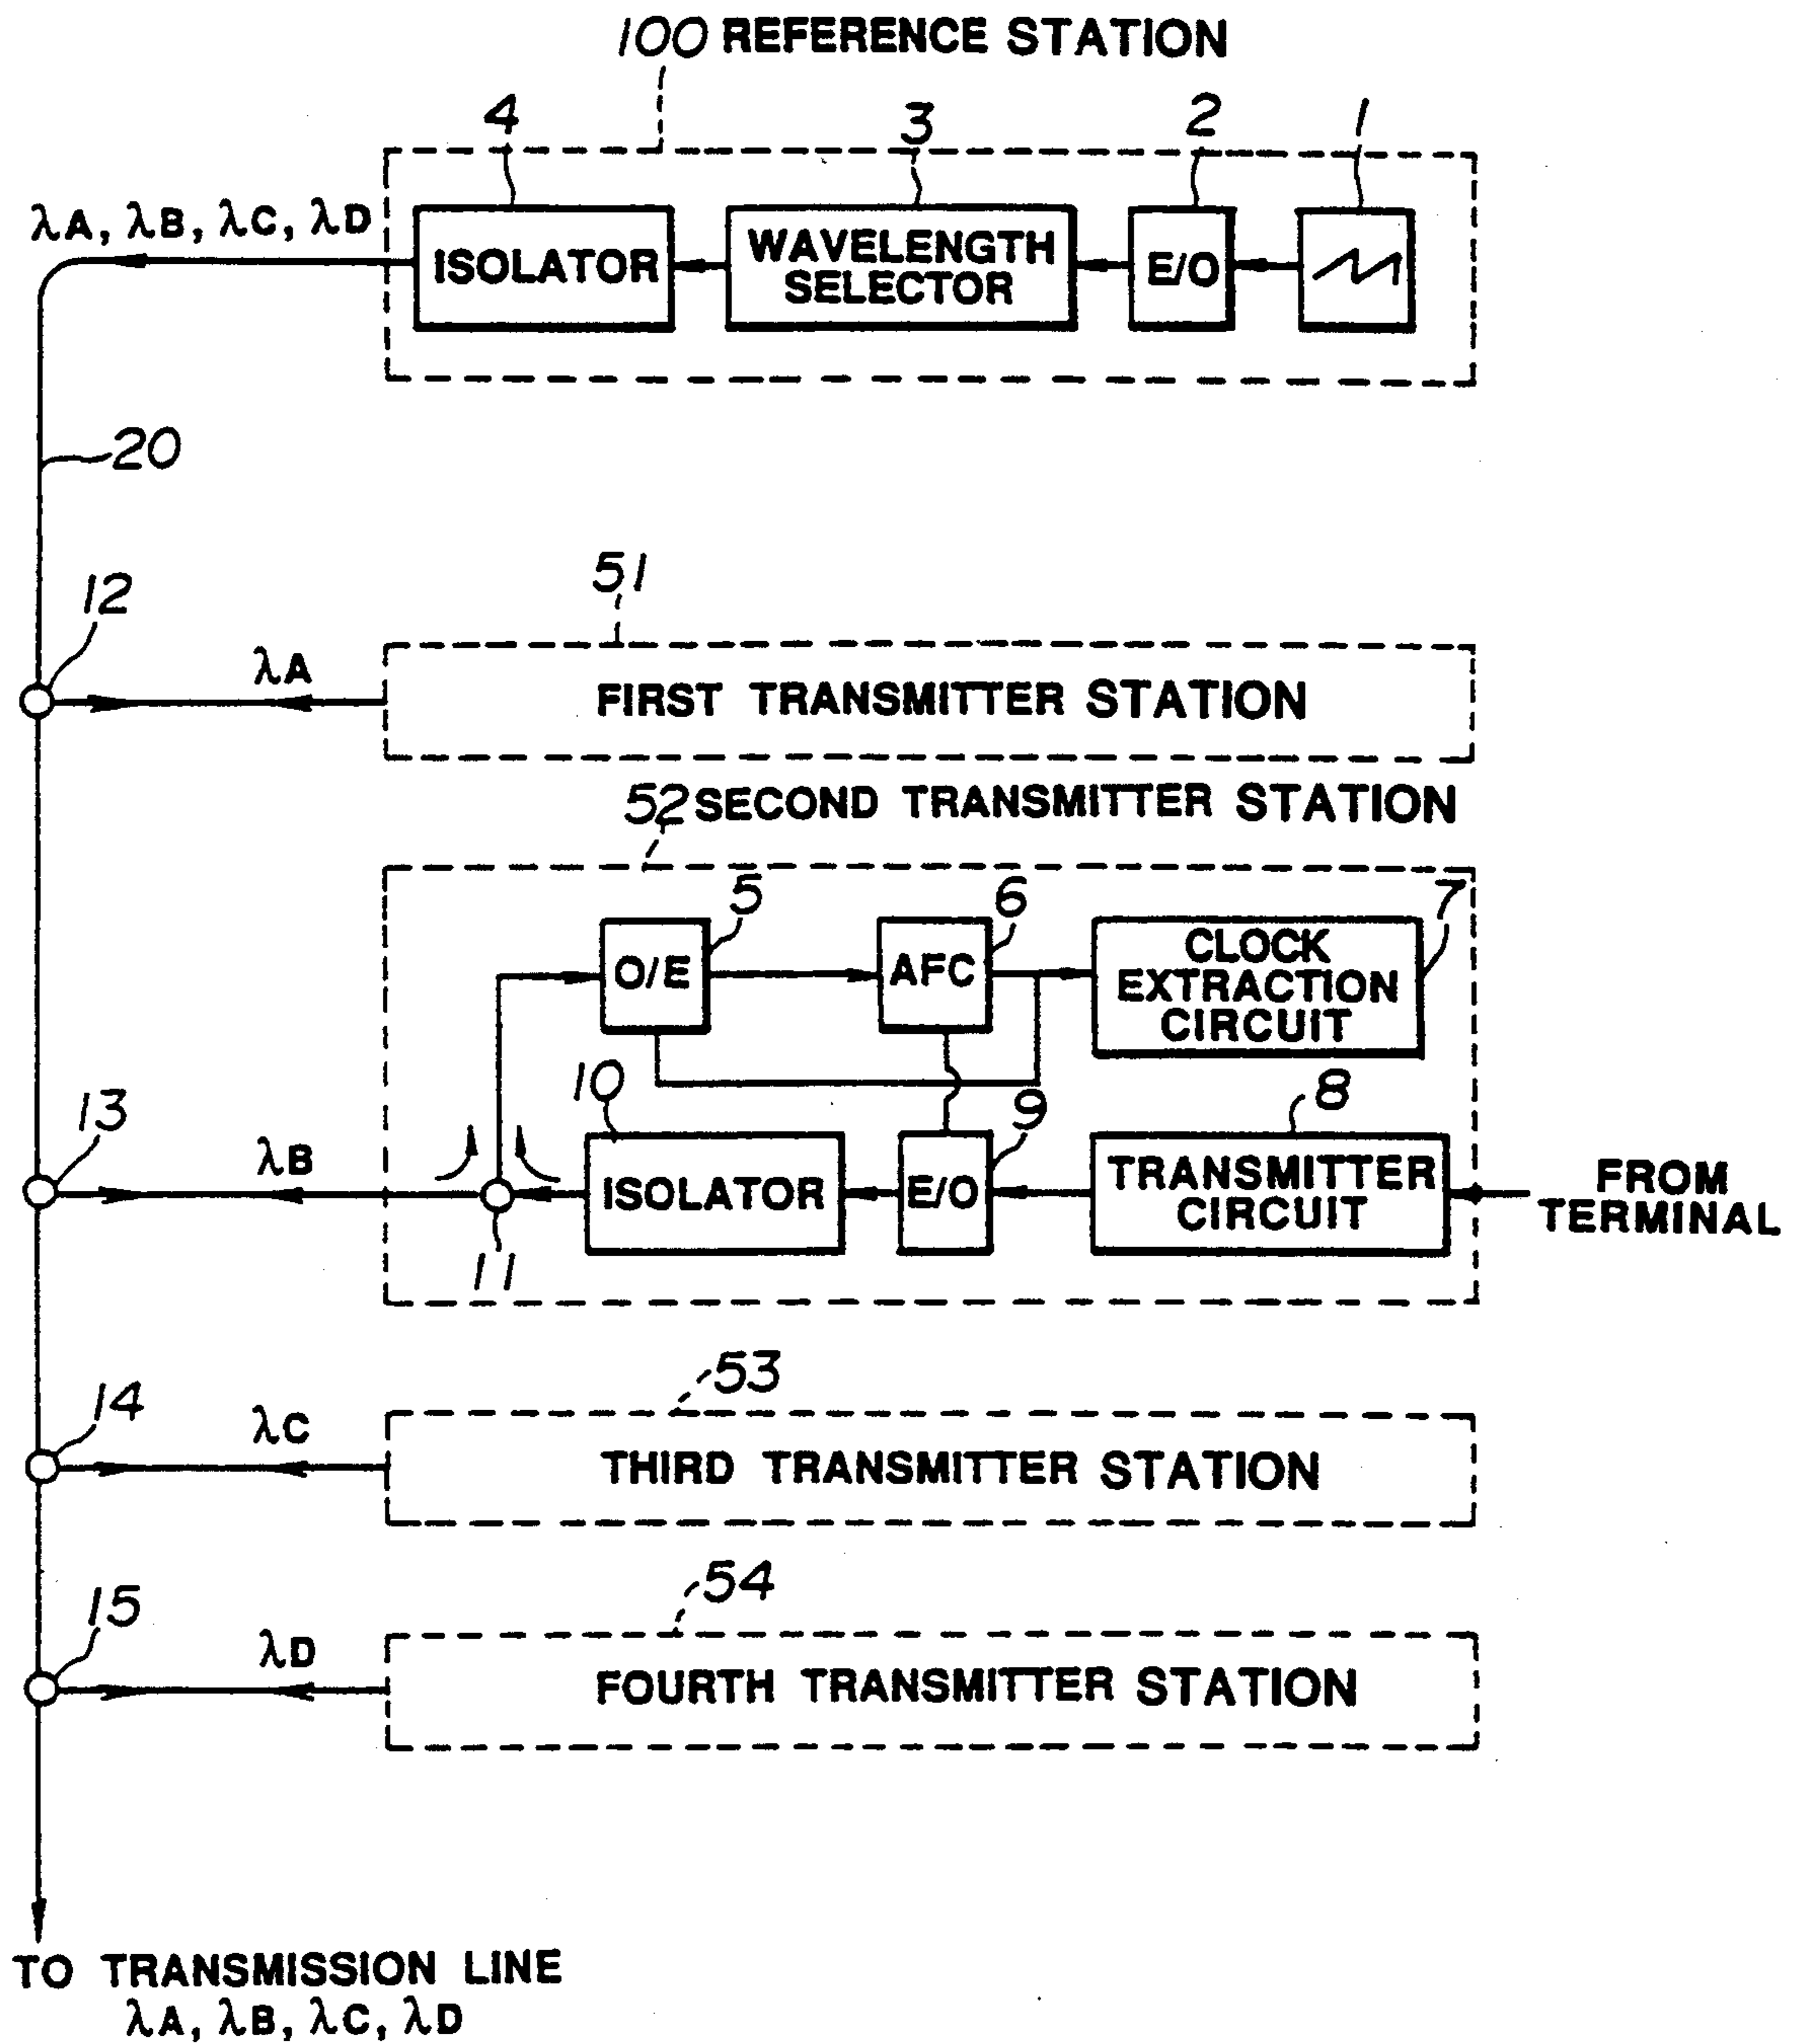 100 REFERENCE STATION
4
3
2
1
λA, λB, λC, λD
ISOLATOR
WAVELENGTH
SELECTOR
E/O
20
51
12
λA
FIRST TRANSMITTER STATION
52 SECOND TRANSMITTER STATION
5
6
7
O/E
AFC
CLOCK
EXTRACTION
CIRCUIT
10
9
8
13
λB
ISOLATOR
E/O
TRANSMITTER
CIRCUIT
FROM
TERMINAL
11
53
14
λC
THIRD TRANSMITTER STATION
54
15
λD
FOURTH TRANSMITTER STATION
TO TRANSMISSION LINE
λA, λB, λC, λD